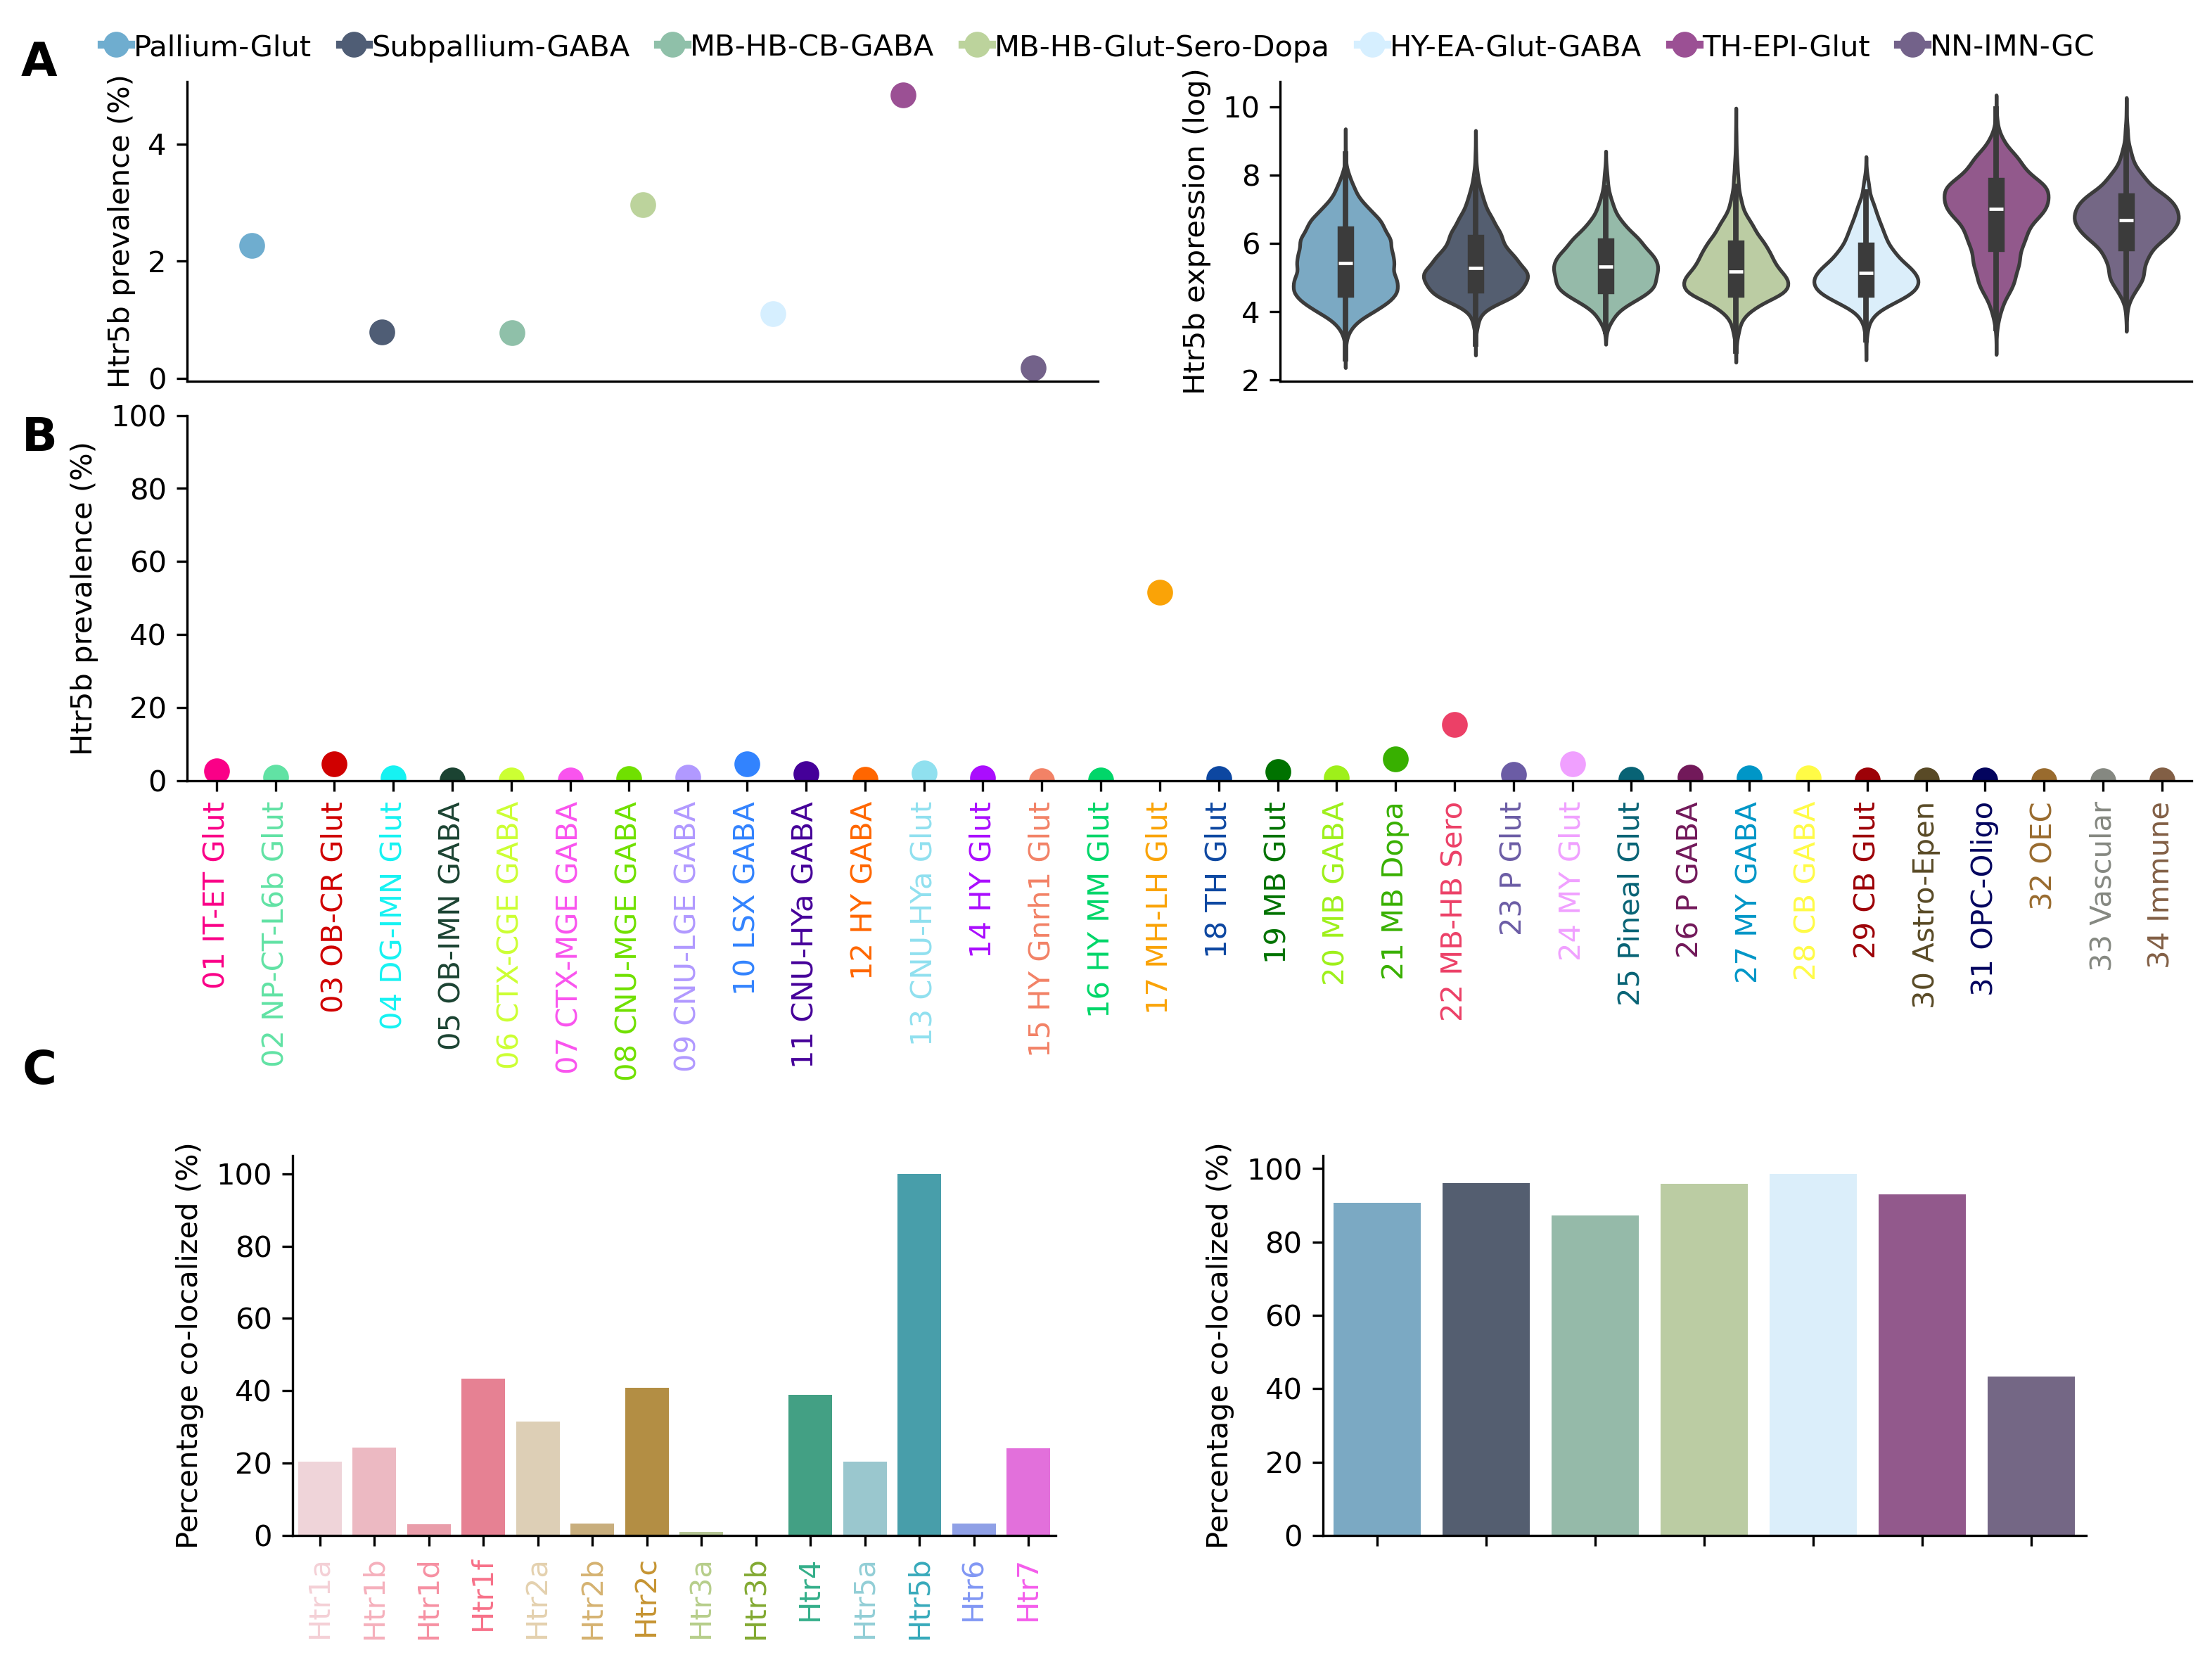 A
Pallium-Glut Subpallium-GABA MB-HB-CB-GABA MB-HB-Glut-Sero-Dopa HY-EA-Glut-GABA TH-EPI-Glut NN-IMN-GC
Htr5b prevalence (%)
4
2
0
Htr5b expression (log)
10
8
6
4
2
B
Htr5b prevalence (%)
100
80
60
40
20
0
01 IT-ET Glut
02 NP-CT-L6b Glut
03 OB-CR Glut
04 DG-IMN Glut
05 OB-IMN GABA
06 CTX-CGE GABA
07 CTX-MGE GABA
08 CNU-MGE GABA
09 CNU-LGE GABA
10 LSX GABA
11 CNU-HYa GABA
12 HY GABA
13 CNU-HYa Glut
14 HY Glut
15 HY Gnrh1 Glut
16 HY MM Glut
17 MH-LH Glut
18 TH Glut
19 MB Glut
20 MB GABA
21 MB Dopa
22 MB-HB Sero
23 P Glut
24 MY Glut
25 Pineal Glut
26 P GABA
27 MY GABA
28 CB GABA
29 CB Glut
30 Astro-Epen
31 OPC-Oligo
32 OEC
33 Vascular
34 Immune
C
Percentage co-localized (%)
100
80
60
40
20
0
Htr1a
Htr1b
Htr1d
Htr1f
Htr2a
Htr2b
Htr2c
Htr3a
Htr3b
Htr4
Htr5a
Htr5b
Htr6
Htr7
Percentage co-localized (%)
100
80
60
40
20
0